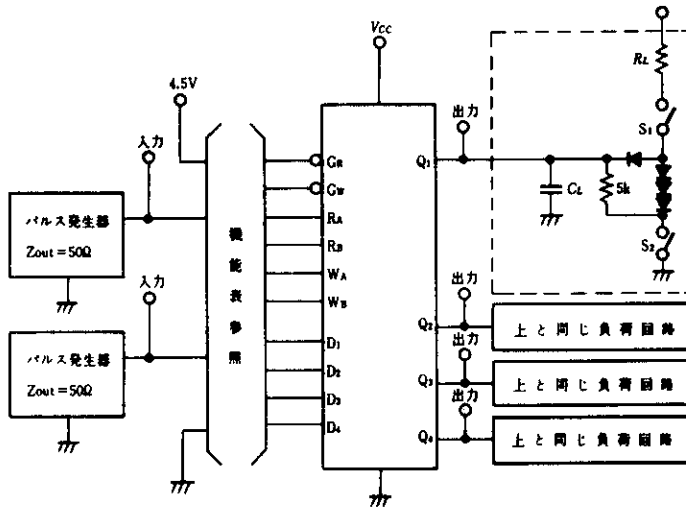 4.5V
入力
パルス発生器
Zout = 50Ω
入力
パルス発生器
Zout = 50Ω
機能表参照
VCC
GR
GW
RA
RB
WA
WB
D1
D2
D3
D4
Q1
Q2
Q3
Q4
出力
出力
出力
出力
RL
S1
CL
5k
S2
上と同じ負荷回路
上と同じ負荷回路
上と同じ負荷回路